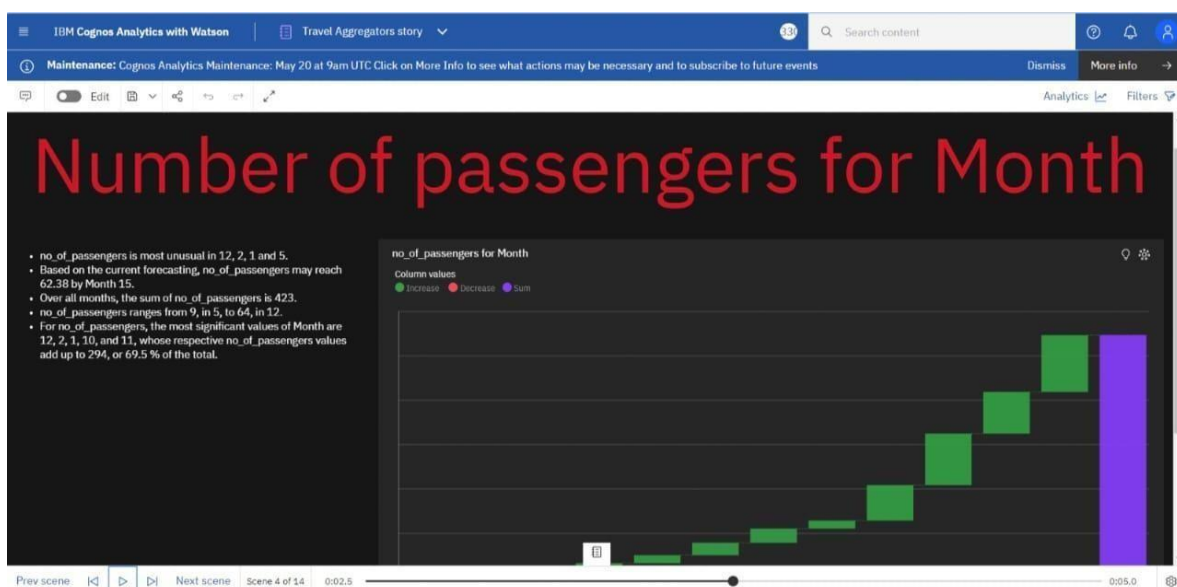 IBM Cognos Analytics with Watson
Travel Aggregators story
Search content
Maintenance: Cognos Analytics Maintenance: May 20 at 9am UTC Click on More Info to see what actions may be necessary and to subscribe to future events
Dismiss
More info
Edit
Analytics
Filters
Number of passengers for Month
• no_of_passengers is most unusual in 12, 2, 1 and 5.
• Based on the current forecasting, no_of_passengers may reach
62.38 by Month 15.
• Over all months, the sum of no_of_passengers is 423.
• no_of_passengers ranges from 9, in 5, to 64, in 12.
• For no_of_passengers, the most significant values of Month are
12, 2, 1, 10, and 11, whose respective no_of_passengers values
add up to 294, or 69.5 % of the total.
no_of_passengers for Month
Column values
Increase
Decrease
Sum
Prev scene
Next scene
Scene 4 of 14
0:02.5
0:05.0